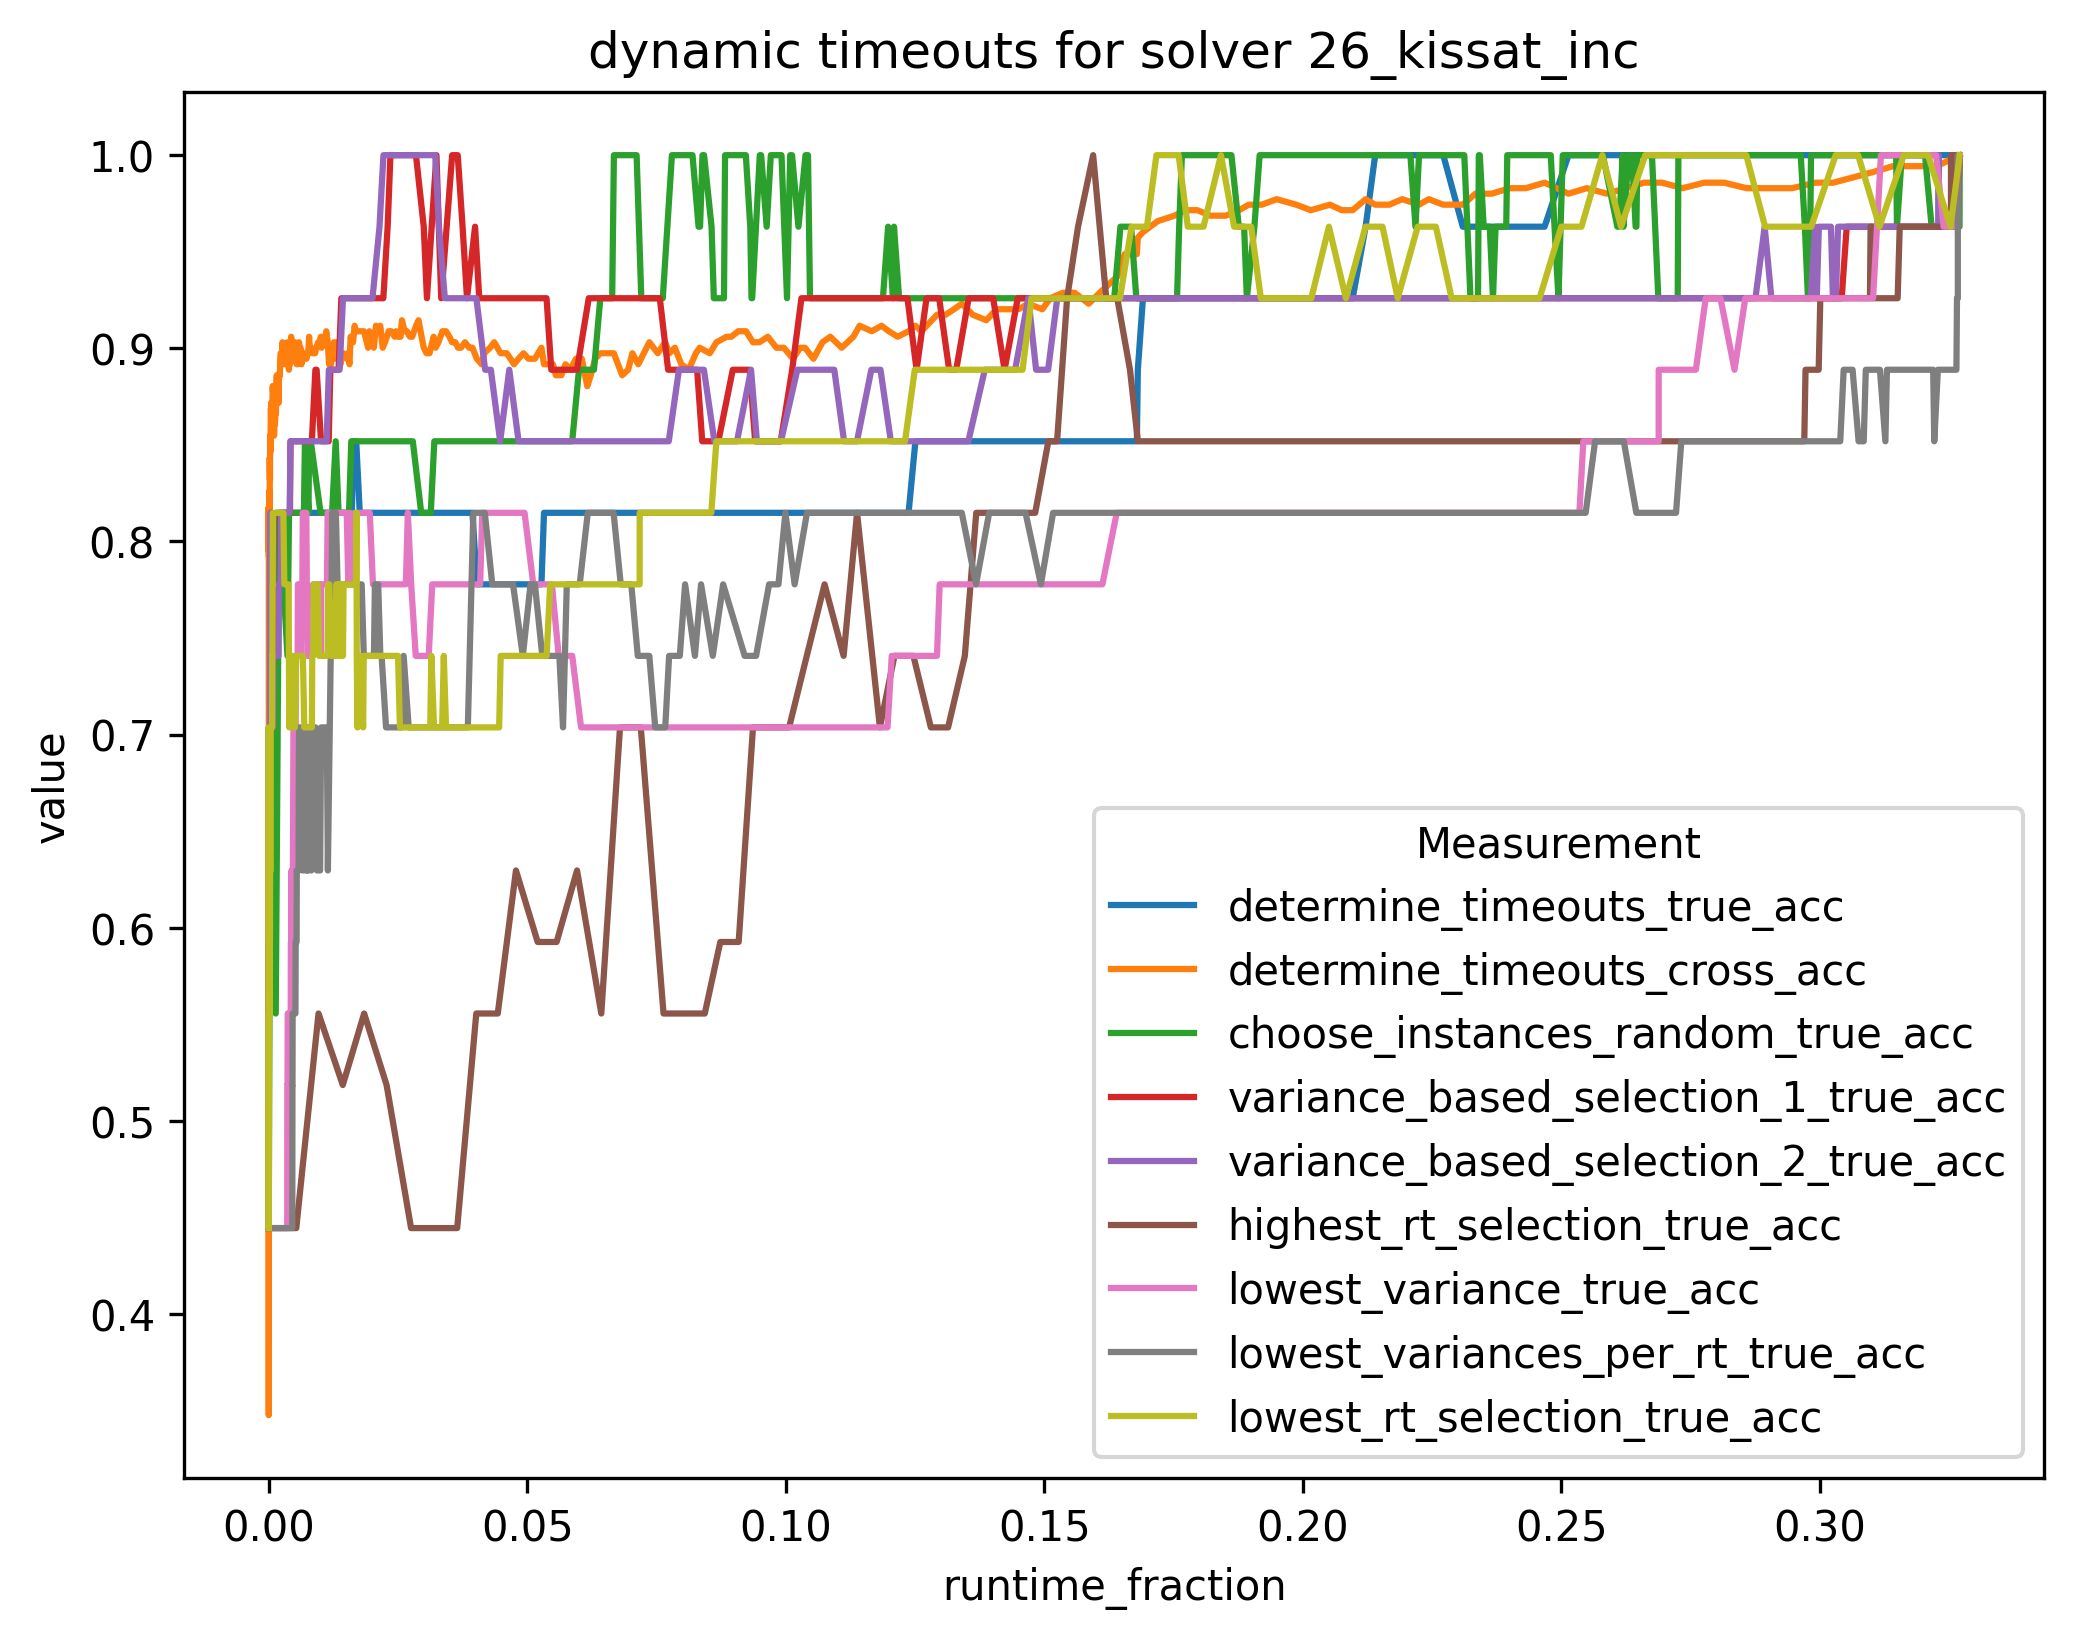 dynamic timeouts for solver 26_kissat_inc
1.0
0.9
0.8
0.7
0.6
0.5
0.4
value
0.00
0.05
0.10
0.15
0.20
0.25
0.30
runtime_fraction
Measurement
determine_timeouts_true_acc
determine_timeouts_cross_acc
choose_instances_random_true_acc
variance_based_selection_1_true_acc
variance_based_selection_2_true_acc
highest_rt_selection_true_acc
lowest_variance_true_acc
lowest_variances_per_rt_true_acc
lowest_rt_selection_true_acc